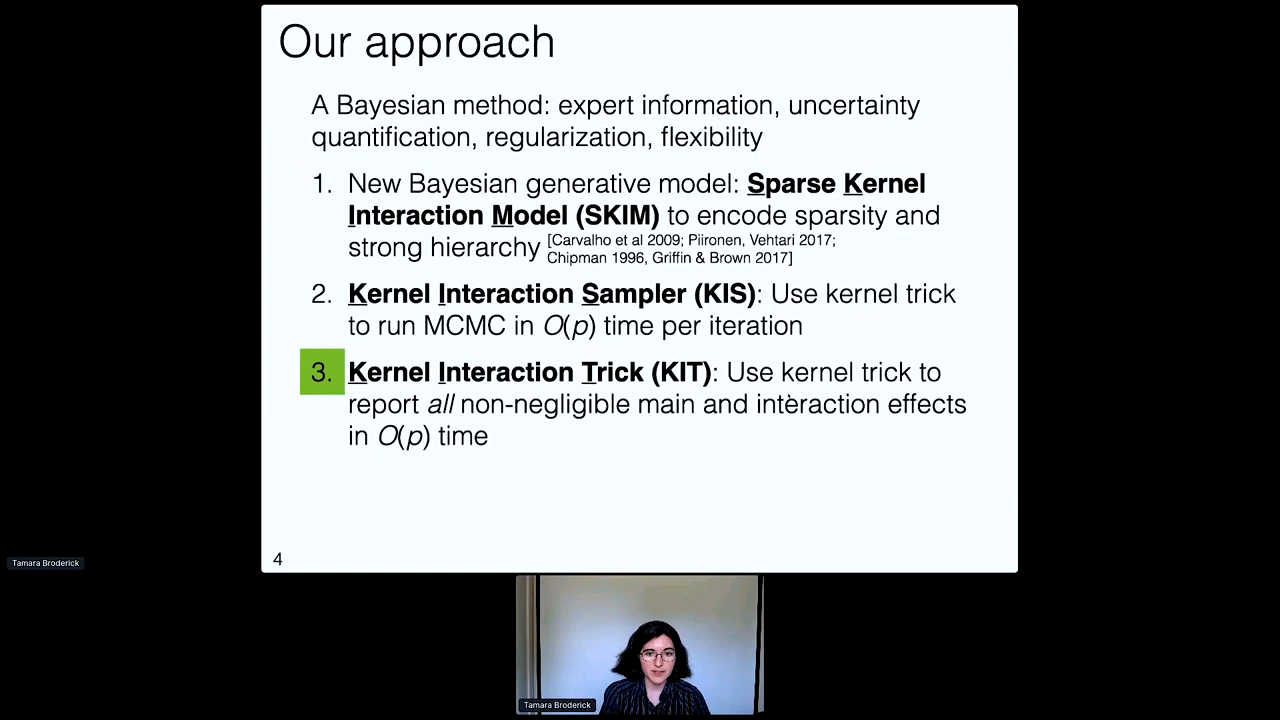 Our approach
A Bayesian method: expert information, uncertainty
quantification, regularization, flexibility
1. New Bayesian generative model: Sparse Kernel
Interaction Model (SKIM) to encode sparsity and
strong hierarchy [Carvalho et al 2009; Piironen, Vehtari 2017;
Chipman 1996, Griffin & Brown 2017]
2. Kernel Interaction Sampler (KIS): Use kernel trick
to run MCMC in O(p) time per iteration
3. Kernel Interaction Trick (KIT): Use kernel trick to
report all non-negligible main and interaction effects
in O(p) time
4
Tamara Broderick
Tamara Broderick